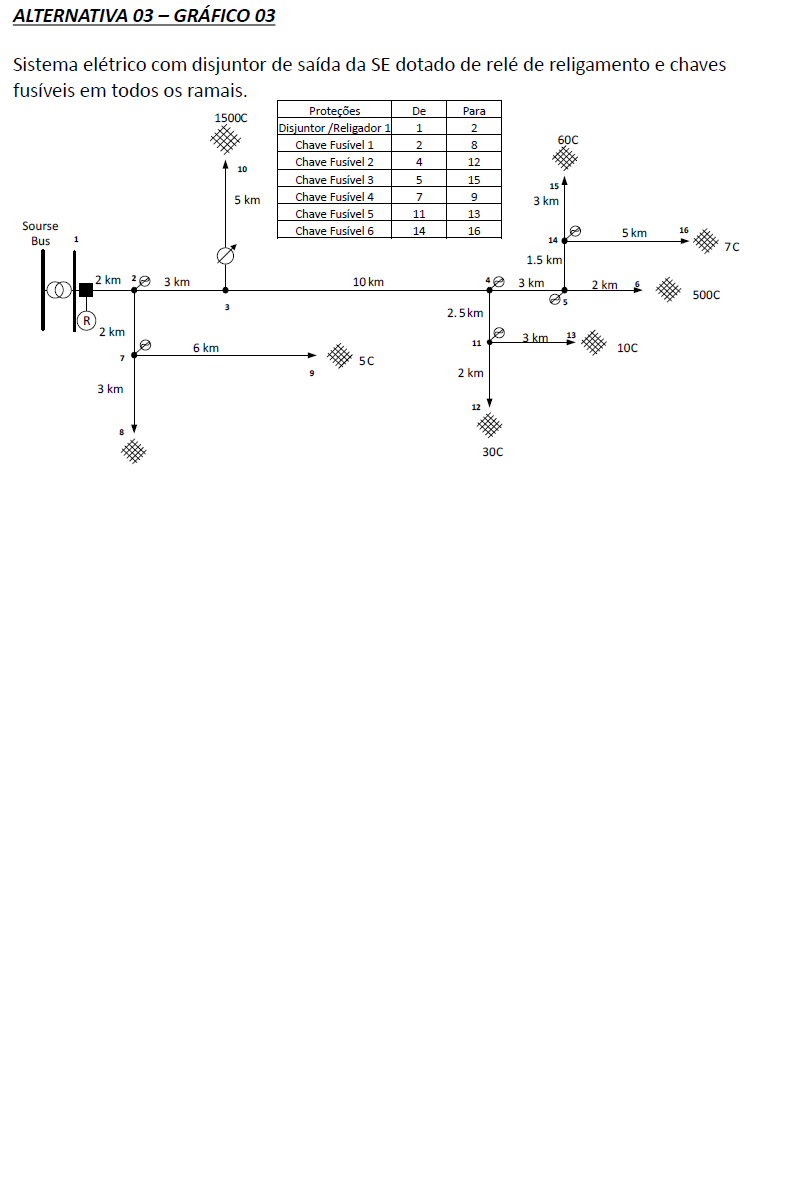 ALTERNATIVA 03 – GRÁFICO 03
Sistema elétrico com disjuntor de saída da SE dotado de relé de religamento e chaves
fusíveis em todos os ramais.
Proteções De Para
Disjuntor /Religador 1 1 2
Chave Fusível 1 2 8
Chave Fusível 2 4 12
Chave Fusível 3 5 15
Chave Fusível 4 7 9
Chave Fusível 5 11 13
Chave Fusível 6 14 16
1500C
10
5 km
60C
15
3 km
14
5 km
16
7C
1.5 km
Sourse
Bus
1
R
2 km
2
3 km
3
10 km
4
3 km
5
2 km
6
500C
2 km
7
6 km
9
5C
3 km
8
2.5km
11
3 km
13
10C
2 km
12
30C